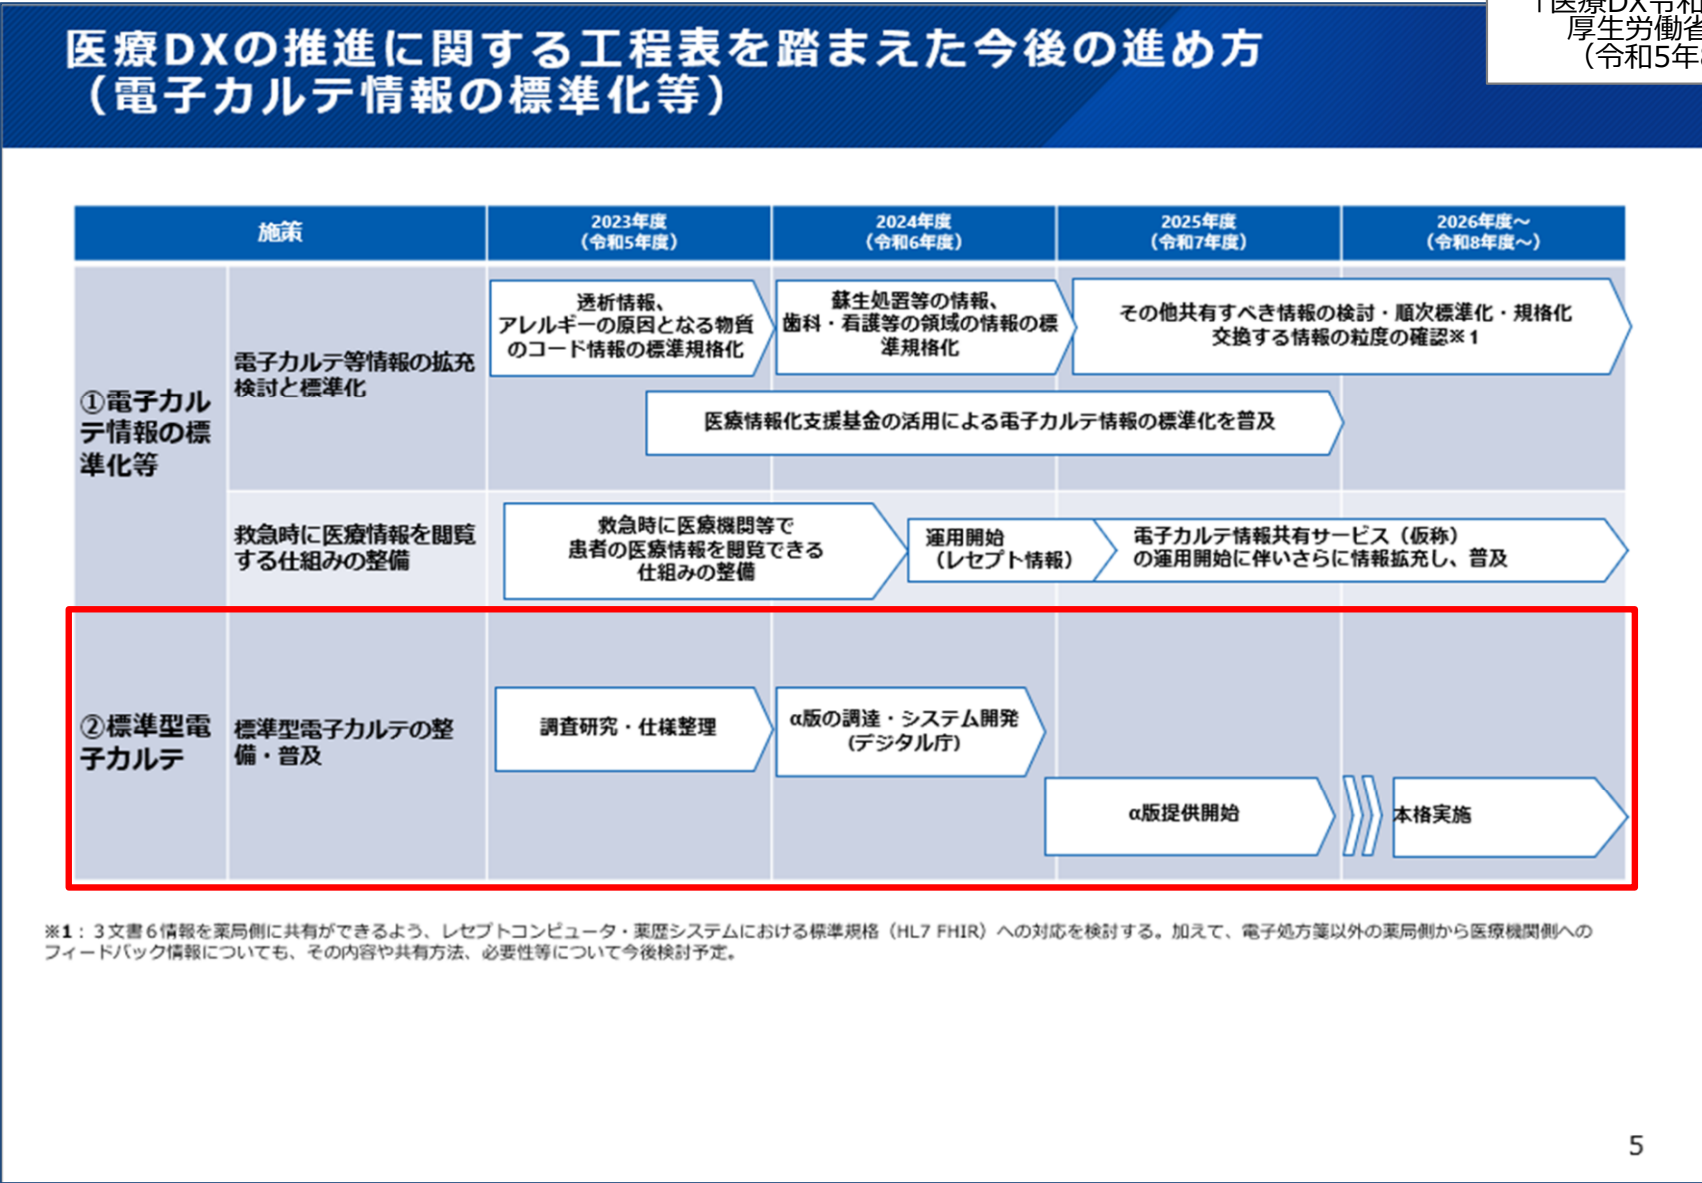 「医療DX令和
厚生労働省
（令和5年
医療DXの推進に関する工程表を踏まえた今後の進め方
（電子カルテ情報の標準化等）
施策
2023年度
（令和5年度）
2024年度
（令和6年度）
2025年度
（令和7年度）
2026年度～
（令和8年度～）
①電子カル
テ情報の標
準化等
電子カルテ等情報の拡充
検討と標準化
透析情報、
アレルギーの原因となる物質
のコード情報の標準規格化
蘇生処置等の情報、
歯科・看護等の領域の情報の標
準規格化
その他共有すべき情報の検討・順次標準化・規格化
交換する情報の粒度の確認※1
医療情報化支援基金の活用による電子カルテ情報の標準化を普及
救急時に医療情報を閲覧
する仕組みの整備
救急時に医療機関等で
患者の医療情報を閲覧できる
仕組みの整備
運用開始
（レセプト情報）
電子カルテ情報共有サービス（仮称）
の運用開始に伴いさらに情報拡充し、普及
②標準型電
子カルテ
標準型電子カルテの整
備・普及
調査研究・仕様整理
α版の調達・システム開発
(デジタル庁)
α版提供開始
本格実施
※1：３文書６情報を薬局側に共有ができるよう、レセプトコンピュータ・薬歴システムにおける標準規格（HL7 FHIR）への対応を検討する。加えて、電子処方箋以外の薬局側から医療機関側への
フィードバック情報についても、その内容や共有方法、必要性等について今後検討予定。
5